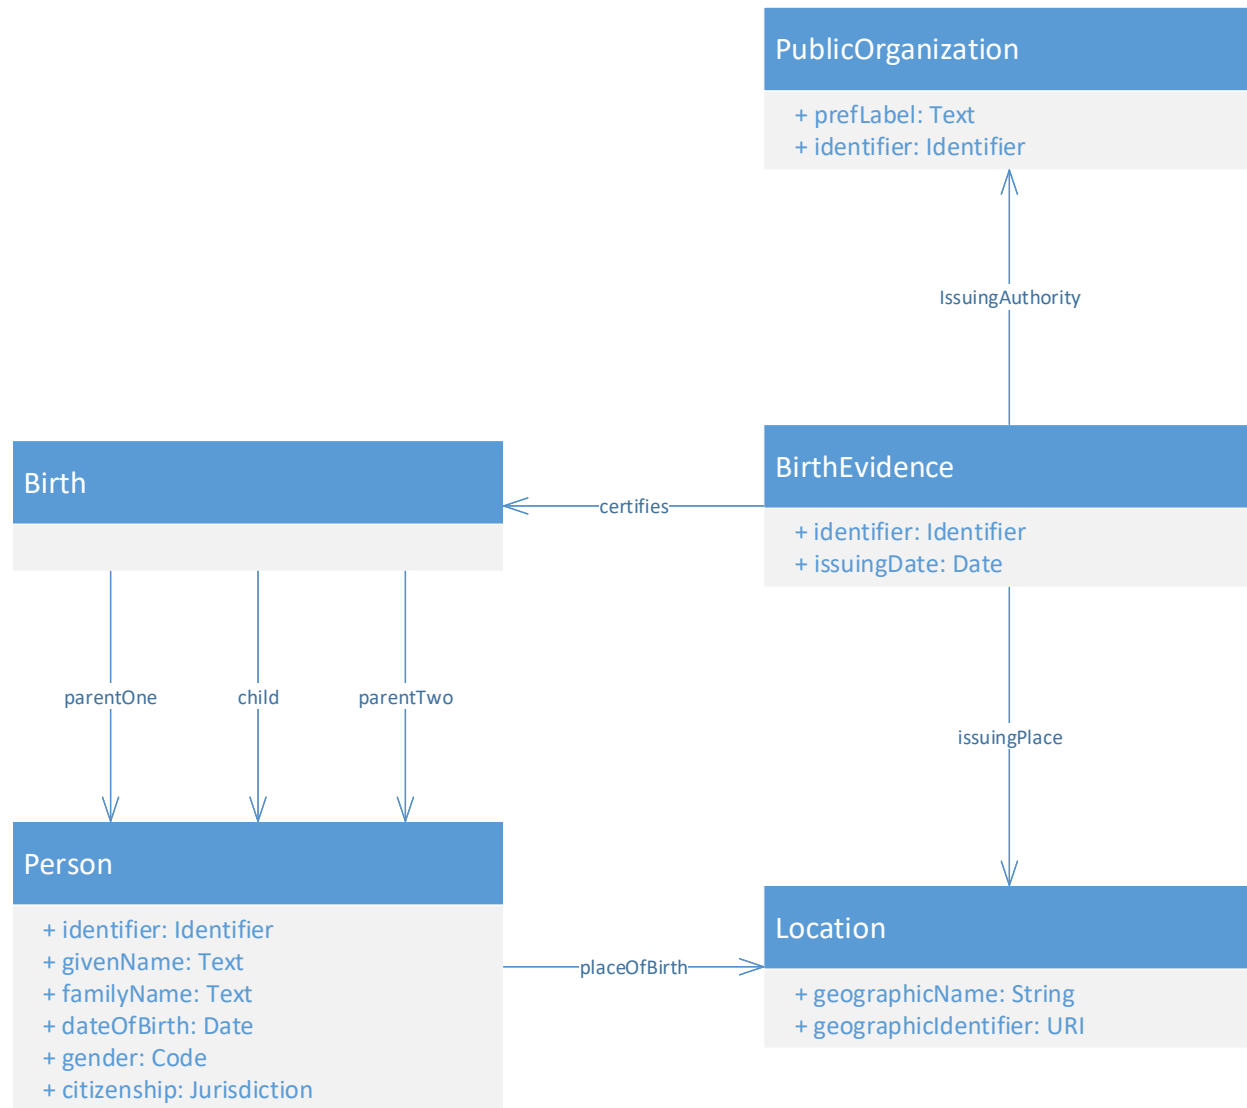 PublicOrganization
+ prefLabel: Text
+ identifier: Identifier
IssuingAuthority
Birth
certifies
BirthEvidence
+ identifier: Identifier
+ issuingDate: Date
parentOne
child
parentTwo
issuingPlace
Person
+ identifier: Identifier
+ givenName: Text
+ familyName: Text
+ dateOfBirth: Date
+ gender: Code
+ citizenship: Jurisdiction
placeOfBirth
Location
+ geographicName: String
+ geographicIdentifier: URI